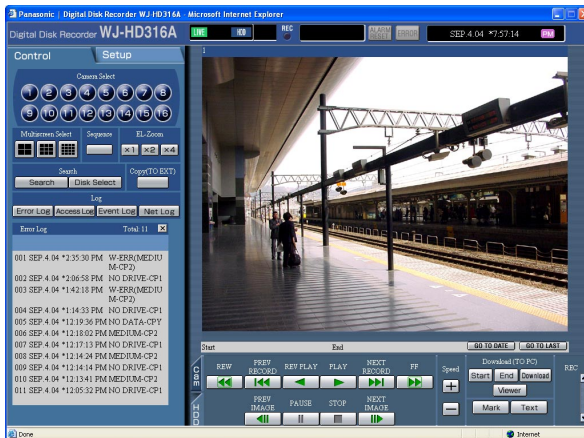 Panasonic | Digital Disk Recorder WJ-HD316A - Microsoft Internet Explorer
Digital Disk Recorder WJ-HD316A
LIVE HDD REC ALARM RESET ERROR SEP.4.04 *7:57:14 PM
Control Setup
1
Camera Select
1 2 3 4 5 6 7 8
9 10 11 12 13 14 15 16
Multiscreen Select Sequence EL-Zoom
×1 ×2 ×4
Search Copy(TO EXT)
Search Disk Select
Log
Error Log Access Log Event Log Net Log
Error Log Total: 11
001 SEP.4.04 *2:35:30 PM W-ERR(MEDIU
M-CP2)
002 SEP.4.04 *2:06:58 PM NO DRIVE-CP1
003 SEP.4.04 *1:42:18 PM W-ERR(MEDIU
M-CP2)
004 SEP.4.04 *1:14:33 PM NO DRIVE-CP1
005 SEP.4.04 *12:19:36 PM NO DATA-CPY
006 SEP.4.04 *12:18:02 PM MEDIUM-CP2
007 SEP.4.04 *12:17:13 PM NO DRIVE-CP1
008 SEP.4.04 *12:14:24 PM MEDIUM-CP2
009 SEP.4.04 *12:14:14 PM NO DRIVE-CP1
010 SEP.4.04 *12:13:41 PM MEDIUM-CP2
011 SEP.4.04 *12:05:32 PM NO DRIVE-CP1
Start End GO TO DATE GO TO LAST
Cam
HDD
REW PREV RECORD REV PLAY PLAY NEXT RECORD FF
PREV IMAGE PAUSE STOP NEXT IMAGE
Speed
+
−
Download (TO PC)
Start End Download
Viewer
Mark Text
REC
Done Internet